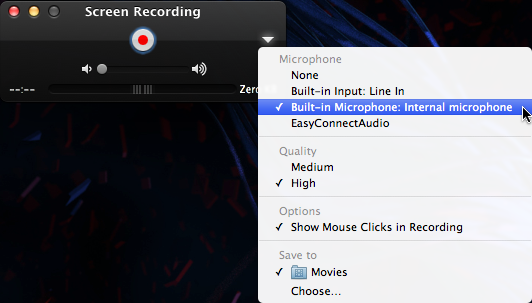 Screen Recording
--:--
Zero
Microphone
None
Built-in Input: Line In
✓ Built-in Microphone: Internal microphone
EasyConnectAudio
Quality
Medium
✓ High
Options
✓ Show Mouse Clicks in Recording
Save to
✓ Movies
Choose...